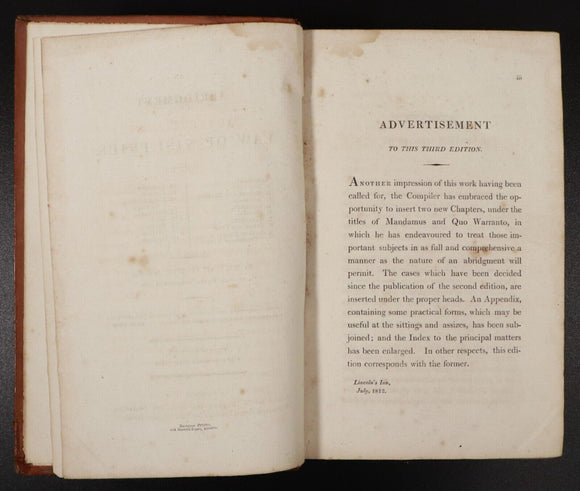 iii
ADVERTISEMENT
TO THIS THIRD EDITION.
ANOTHER impression of this work having been
called for, the Compiler has embraced the op-
portunity to insert two new Chapters, under the
titles of Mandamus and Quo Warranto, in
which he has endeavoured to treat those im-
portant subjects in as full and comprehensive a
manner as the nature of an abridgment will
permit. The cases which have been decided
since the publication of the second edition, are
inserted under the proper heads. An Appendix,
containing some practical forms, which may be
useful at the sittings and assizes, has been sub-
joined; and the Index to the principal matters
has been enlarged. In other respects, this edi-
tion corresponds with the former.
Lincoln's Inn,
July, 1812.